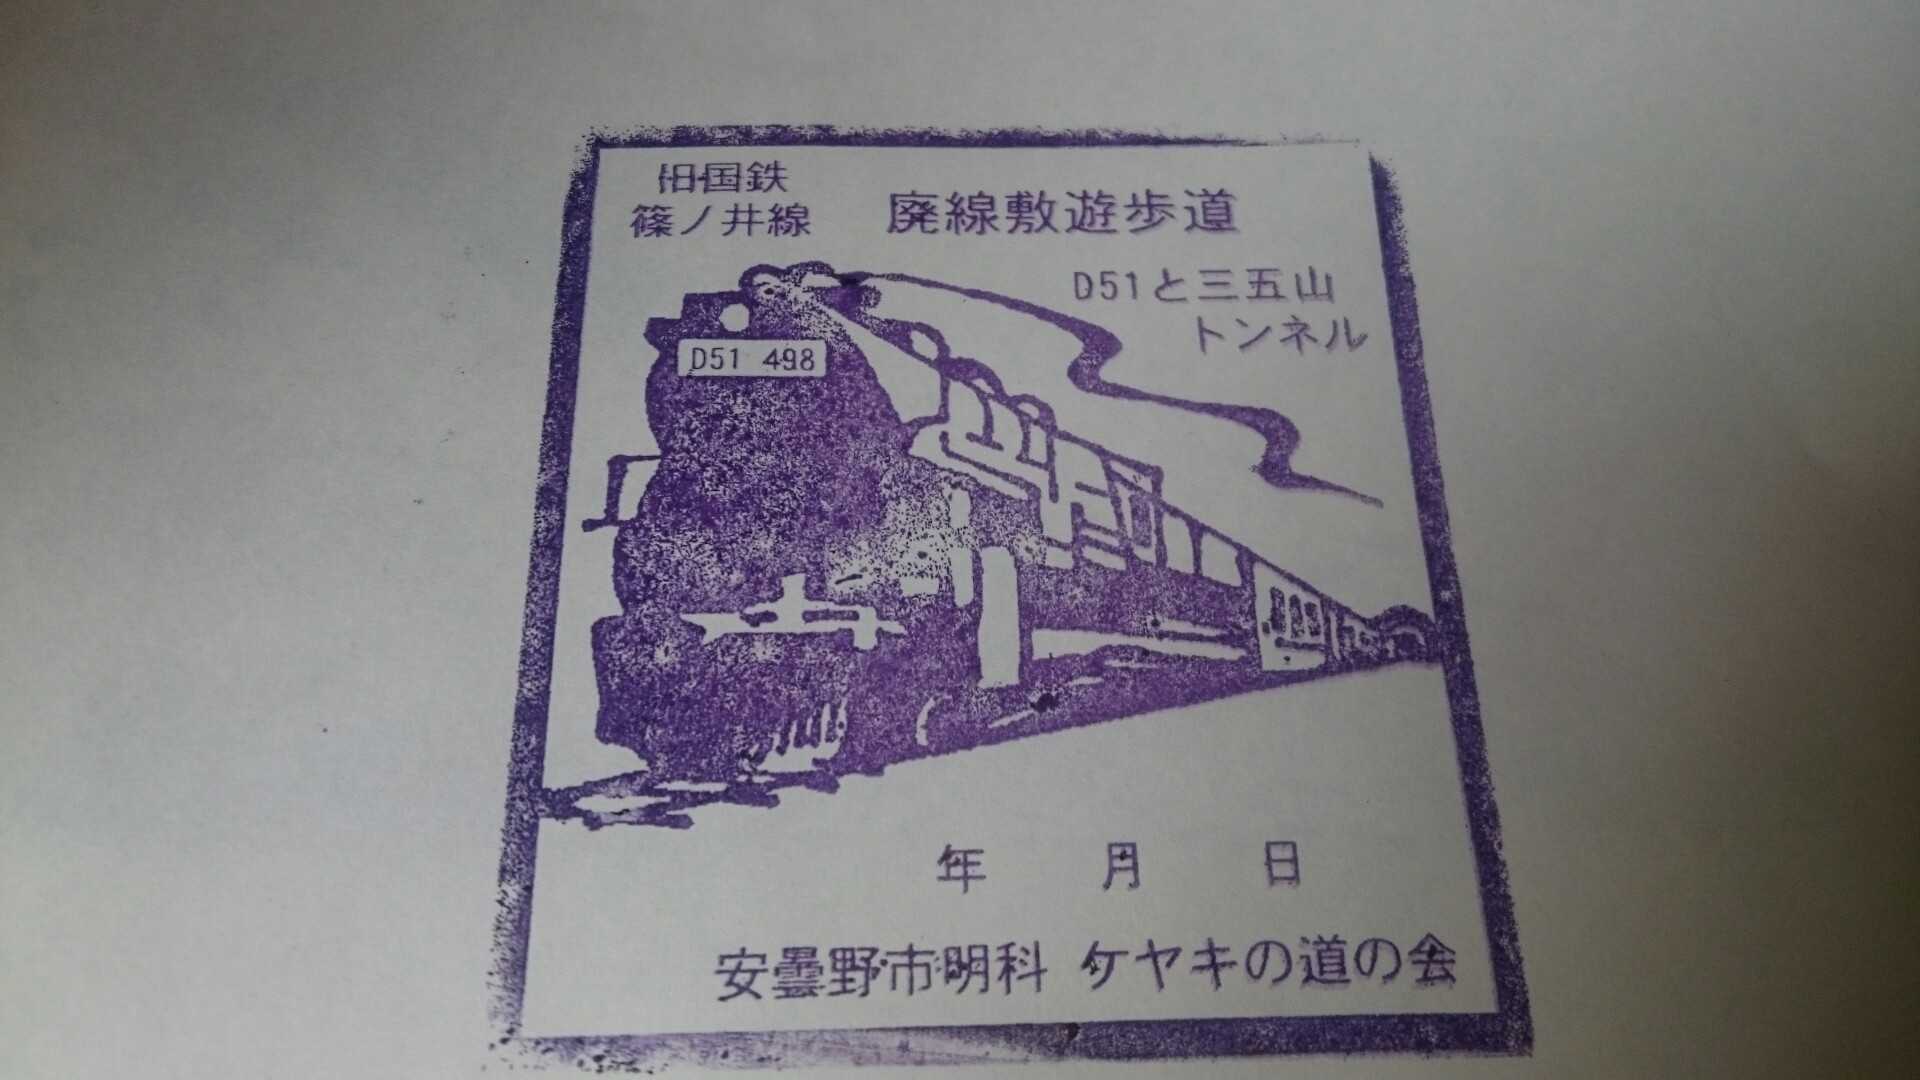 旧国鉄
篠ノ井線
廃線敷遊歩道
D51と三五山
トンネル
D51 498
年 月 日
安曇野市明科 ケヤキの道の会